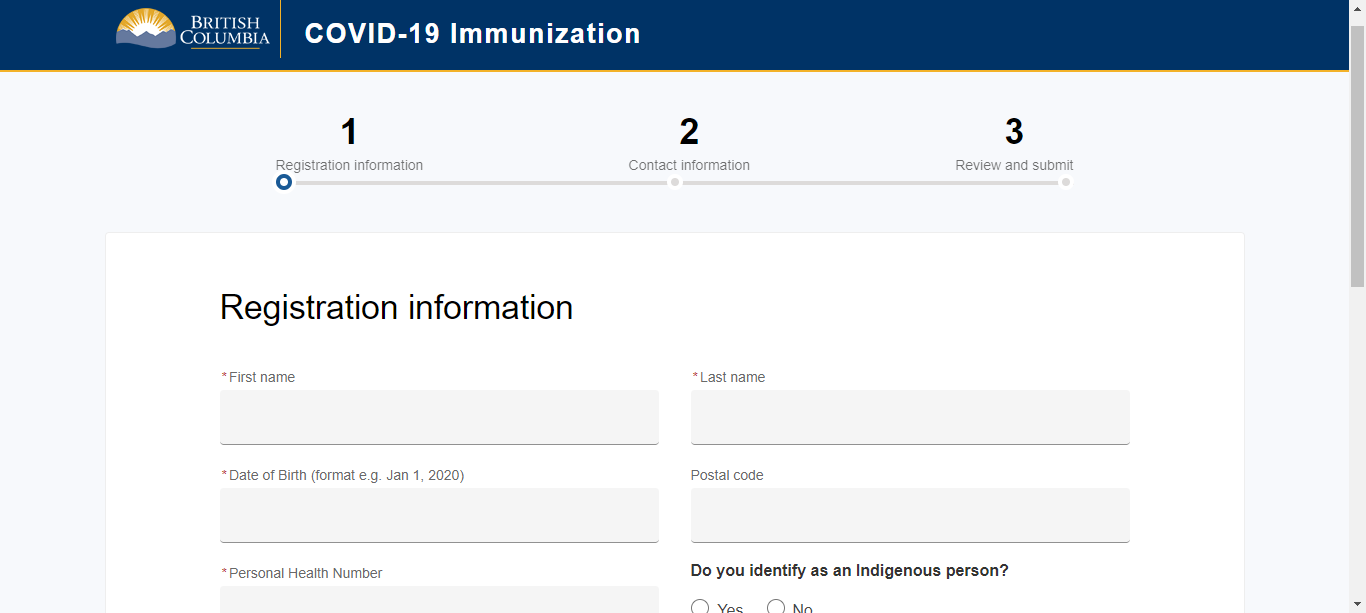 BRITISH
COLUMBIA
COVID-19 Immunization
1
2
3
Registration information
Contact information
Review and submit
Registration information
*First name
*Last name
*Date of Birth (format e.g. Jan 1, 2020)
Postal code
*Personal Health Number
Do you identify as an Indigenous person?
Yes
No